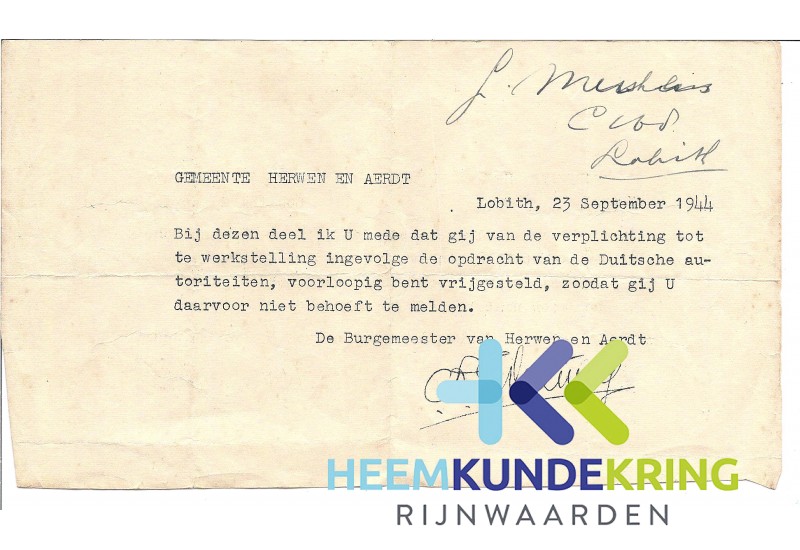 J.
C 160.
Lobith
GEMEENTE HERWEN EN AERDT
Lobith, 23 September 1944
Bij dezen deel ik U mede dat gij van de verplichting tot
te werkstelling ingevolge de opdracht van de Duitsche au-
toriteiten, voorloopig bent vrijgesteld, zoodat gij U
daarvoor niet behoeft te melden.
De Burgemeester van Herwen en Aerdt
HEEMKUNDEKRING
RIJNWAARDEN